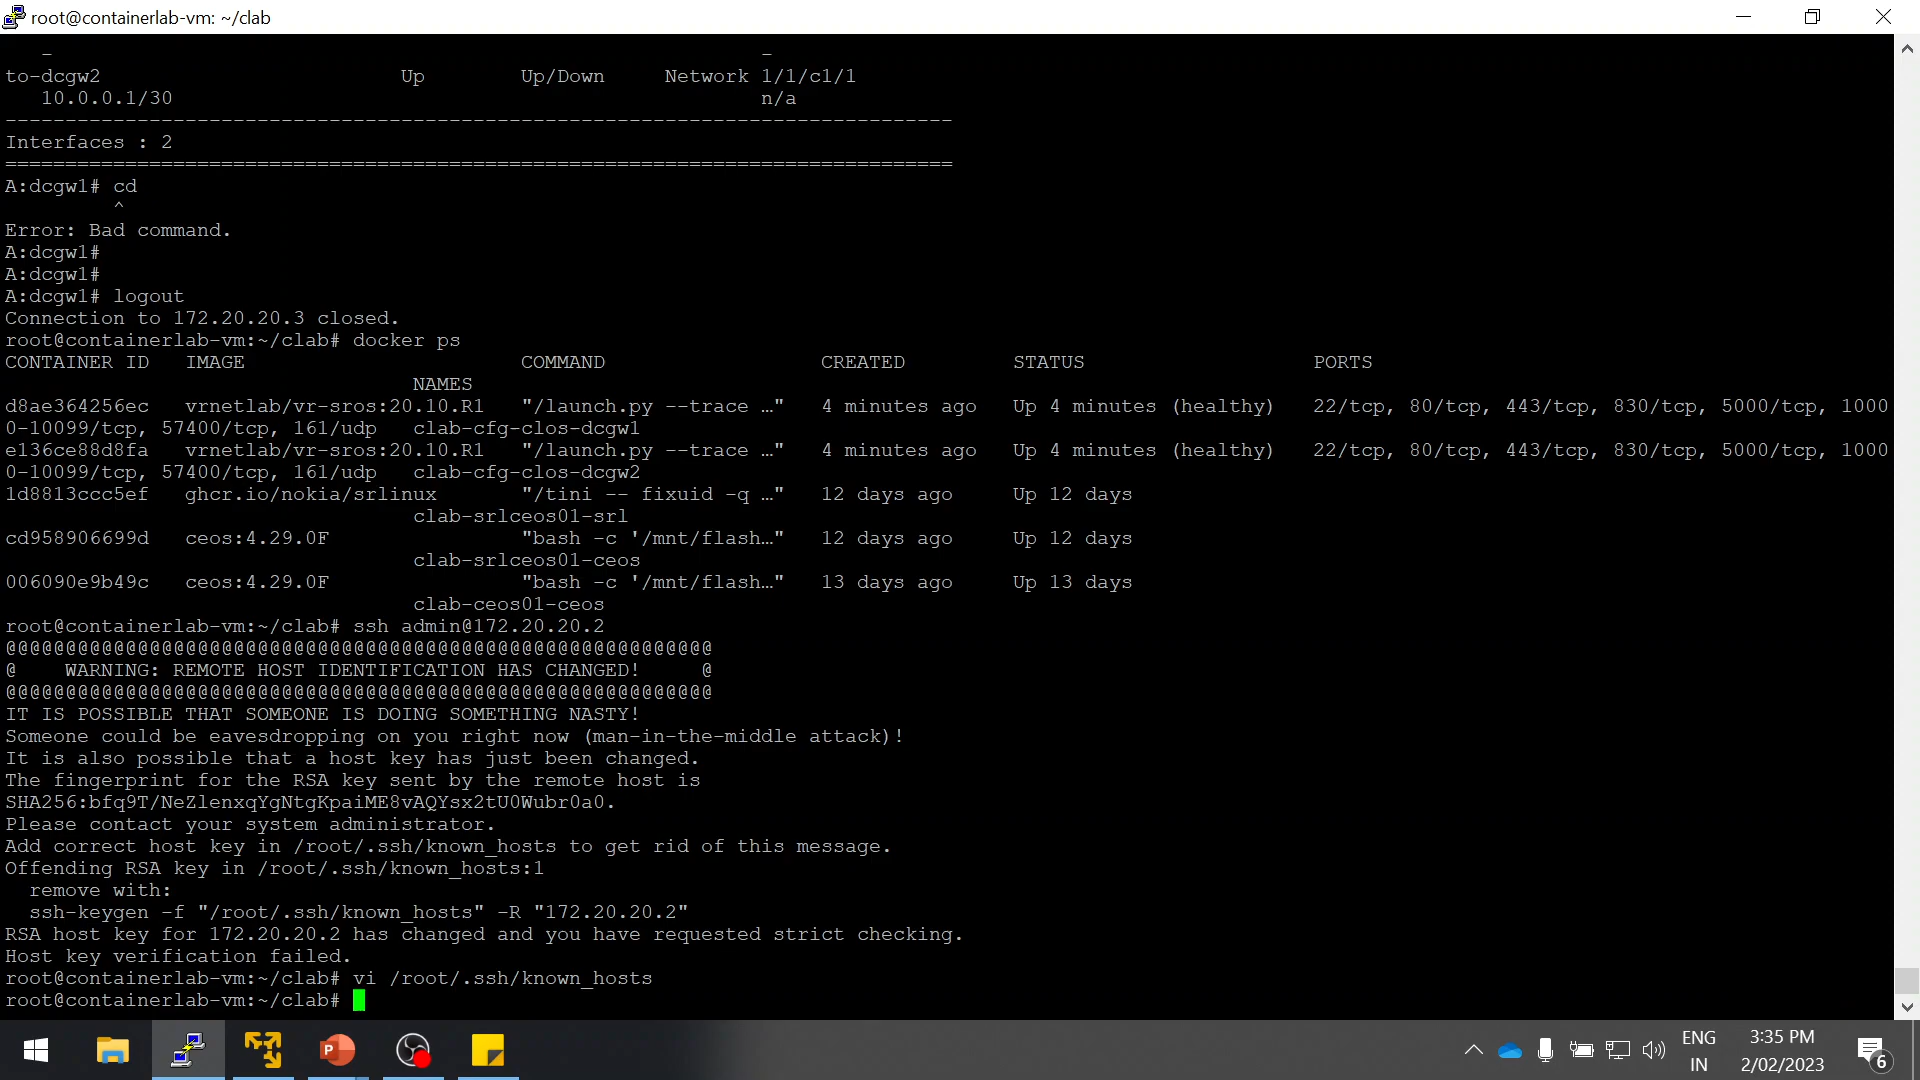 root@containerlab-vm: ~/clab
- -
to-dcgw2 Up Up/Down Network 1/1/c1/1
10.0.0.1/30 n/a
-------------------------------------------------------------------------------
Interfaces : 2
===============================================================================
A:dcgw1# cd
^
Error: Bad command.
A:dcgw1#
A:dcgw1#
A:dcgw1# logout
Connection to 172.20.20.3 closed.
root@containerlab-vm:~/clab# docker ps
CONTAINER ID IMAGE COMMAND CREATED STATUS PORTS
NAMES
d8ae364256ec vrnetlab/vr-sros:20.10.R1 "/launch.py --trace …" 4 minutes ago Up 4 minutes (healthy) 22/tcp, 80/tcp, 443/tcp, 830/tcp, 5000/tcp, 1000
0-10099/tcp, 57400/tcp, 161/udp clab-cfg-clos-dcgw1
e136ce88d8fa vrnetlab/vr-sros:20.10.R1 "/launch.py --trace …" 4 minutes ago Up 4 minutes (healthy) 22/tcp, 80/tcp, 443/tcp, 830/tcp, 5000/tcp, 1000
0-10099/tcp, 57400/tcp, 161/udp clab-cfg-clos-dcgw2
1d8813ccc5ef ghcr.io/nokia/srlinux "/tini -- fixuid -q …" 12 days ago Up 12 days
clab-srlceos01-srl
cd958906699d ceos:4.29.0F "bash -c '/mnt/flash…" 12 days ago Up 12 days
clab-srlceos01-ceos
006090e9b49c ceos:4.29.0F "bash -c '/mnt/flash…" 13 days ago Up 13 days
clab-ceos01-ceos
root@containerlab-vm:~/clab# ssh admin@172.20.20.2
@@@@@@@@@@@@@@@@@@@@@@@@@@@@@@@@@@@@@@@@@@@@@@@@@@@@@@@@@@@
@ WARNING: REMOTE HOST IDENTIFICATION HAS CHANGED! @
@@@@@@@@@@@@@@@@@@@@@@@@@@@@@@@@@@@@@@@@@@@@@@@@@@@@@@@@@@@
IT IS POSSIBLE THAT SOMEONE IS DOING SOMETHING NASTY!
Someone could be eavesdropping on you right now (man-in-the-middle attack)!
It is also possible that a host key has just been changed.
The fingerprint for the RSA key sent by the remote host is
SHA256:bfq9T/NeZlenxqYgNtgKpaiME8vAQYsx2tU0Wubr0a0.
Please contact your system administrator.
Add correct host key in /root/.ssh/known_hosts to get rid of this message.
Offending RSA key in /root/.ssh/known_hosts:1
remove with:
ssh-keygen -f "/root/.ssh/known_hosts" -R "172.20.20.2"
RSA host key for 172.20.20.2 has changed and you have requested strict checking.
Host key verification failed.
root@containerlab-vm:~/clab# vi /root/.ssh/known_hosts
root@containerlab-vm:~/clab#
P
ENG
IN
3:35 PM
2/02/2023
6